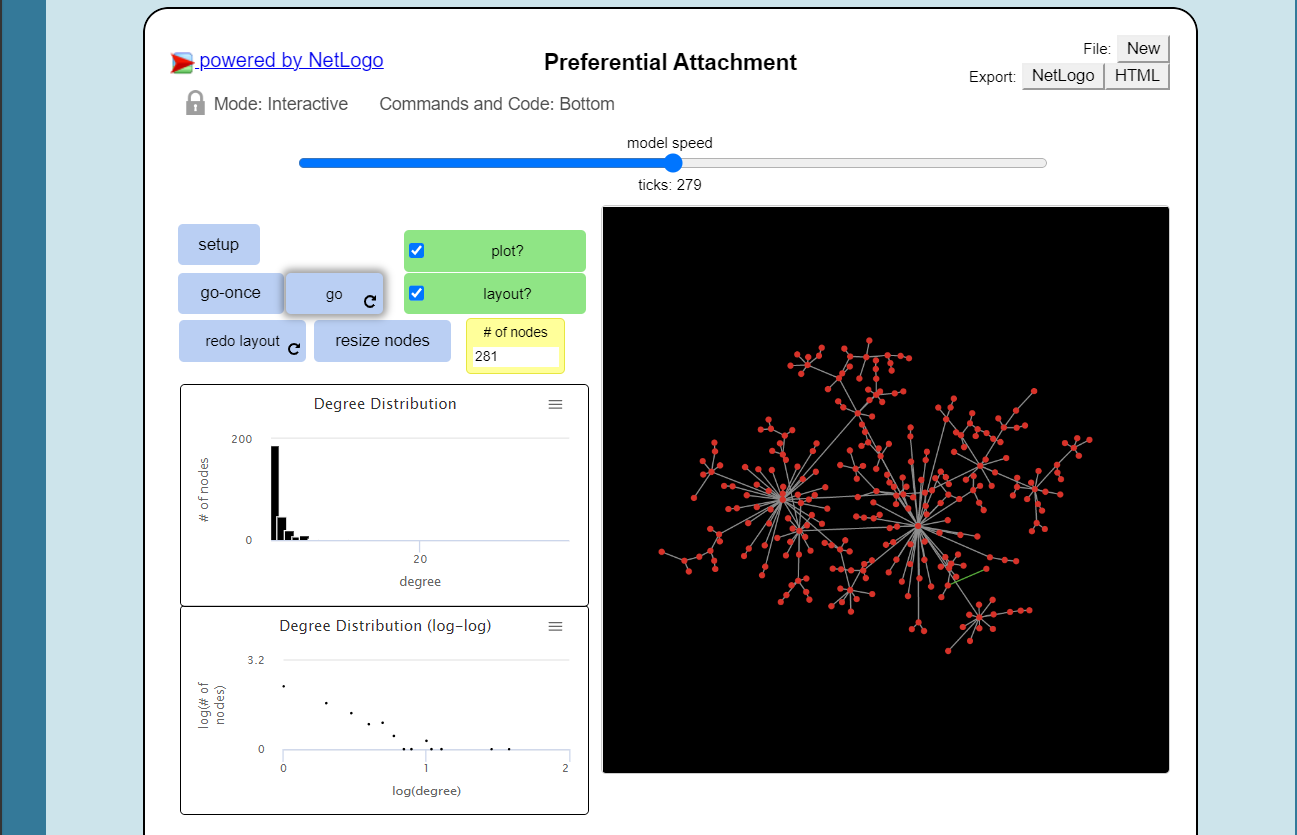 powered by NetLogo
Preferential Attachment
File: New
Export: NetLogo HTML
Mode: Interactive Commands and Code: Bottom
model speed
ticks: 279
setup
plot?
go-once
go
layout?
redo layout
resize nodes
# of nodes
281
Degree Distribution
200
# of nodes
0
20
degree
Degree Distribution (log-log)
3.2
log(# of
nodes)
0
0 1 2
log(degree)